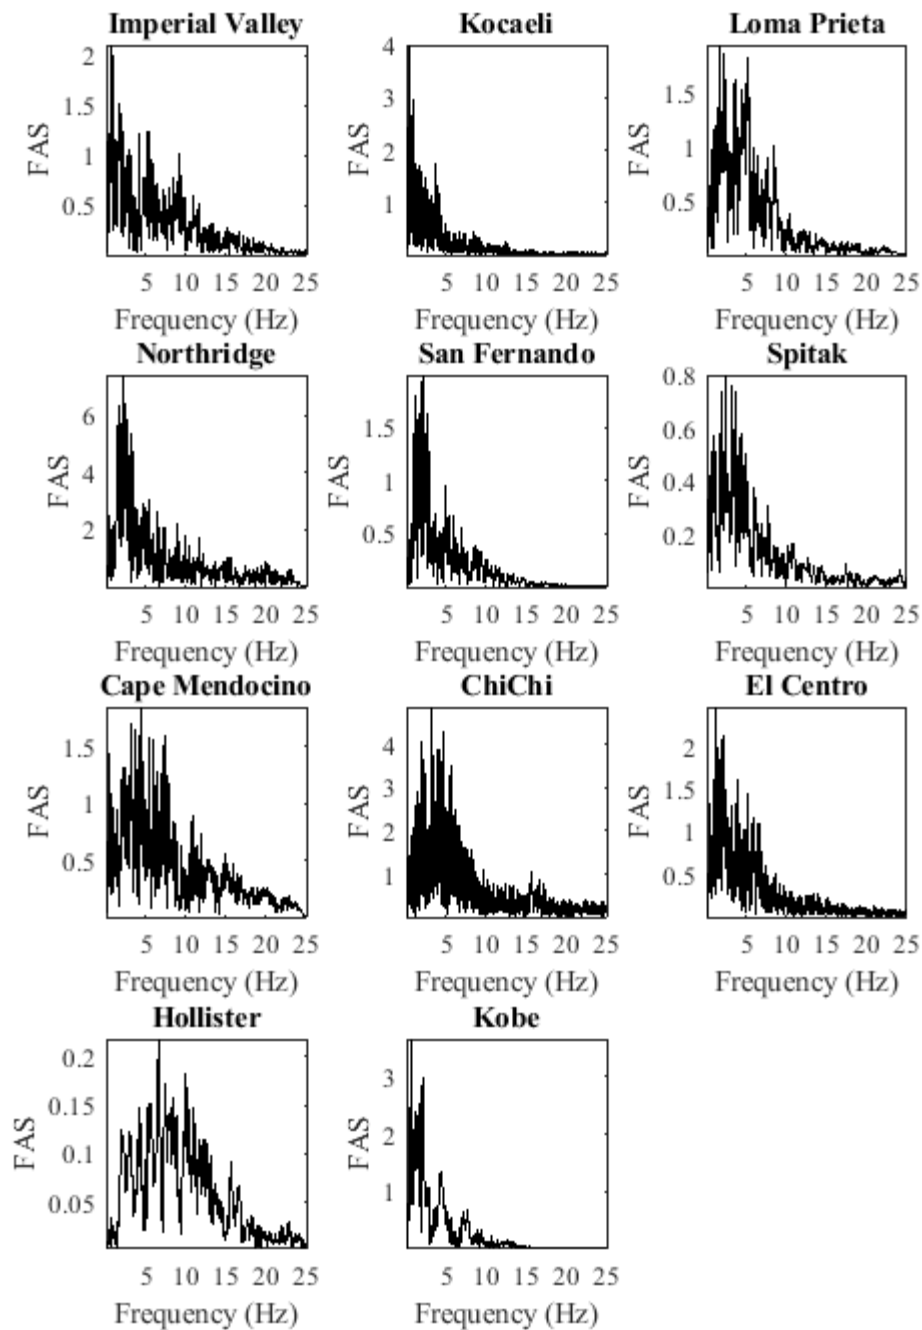 Imperial Valley
2
1.5
FAS
1
0.5
5 10 15 20 25
Frequency (Hz)
Kocaeli
4
3
FAS
2
1
5 10 15 20 25
Frequency (Hz)
Loma Prieta
1.5
FAS
1
0.5
5 10 15 20 25
Frequency (Hz)
Northridge
6
FAS
4
2
5 10 15 20 25
Frequency (Hz)
San Fernando
1.5
FAS
1
0.5
5 10 15 20 25
Frequency (Hz)
Spitak
0.8
0.6
FAS
0.4
0.2
5 10 15 20 25
Frequency (Hz)
Cape Mendocino
1.5
FAS
1
0.5
5 10 15 20 25
Frequency (Hz)
ChiChi
4
3
FAS
2
1
5 10 15 20 25
Frequency (Hz)
El Centro
2
1.5
FAS
1
0.5
5 10 15 20 25
Frequency (Hz)
Hollister
0.2
0.15
FAS
0.1
0.05
5 10 15 20 25
Frequency (Hz)
Kobe
3
FAS
2
1
5 10 15 20 25
Frequency (Hz)